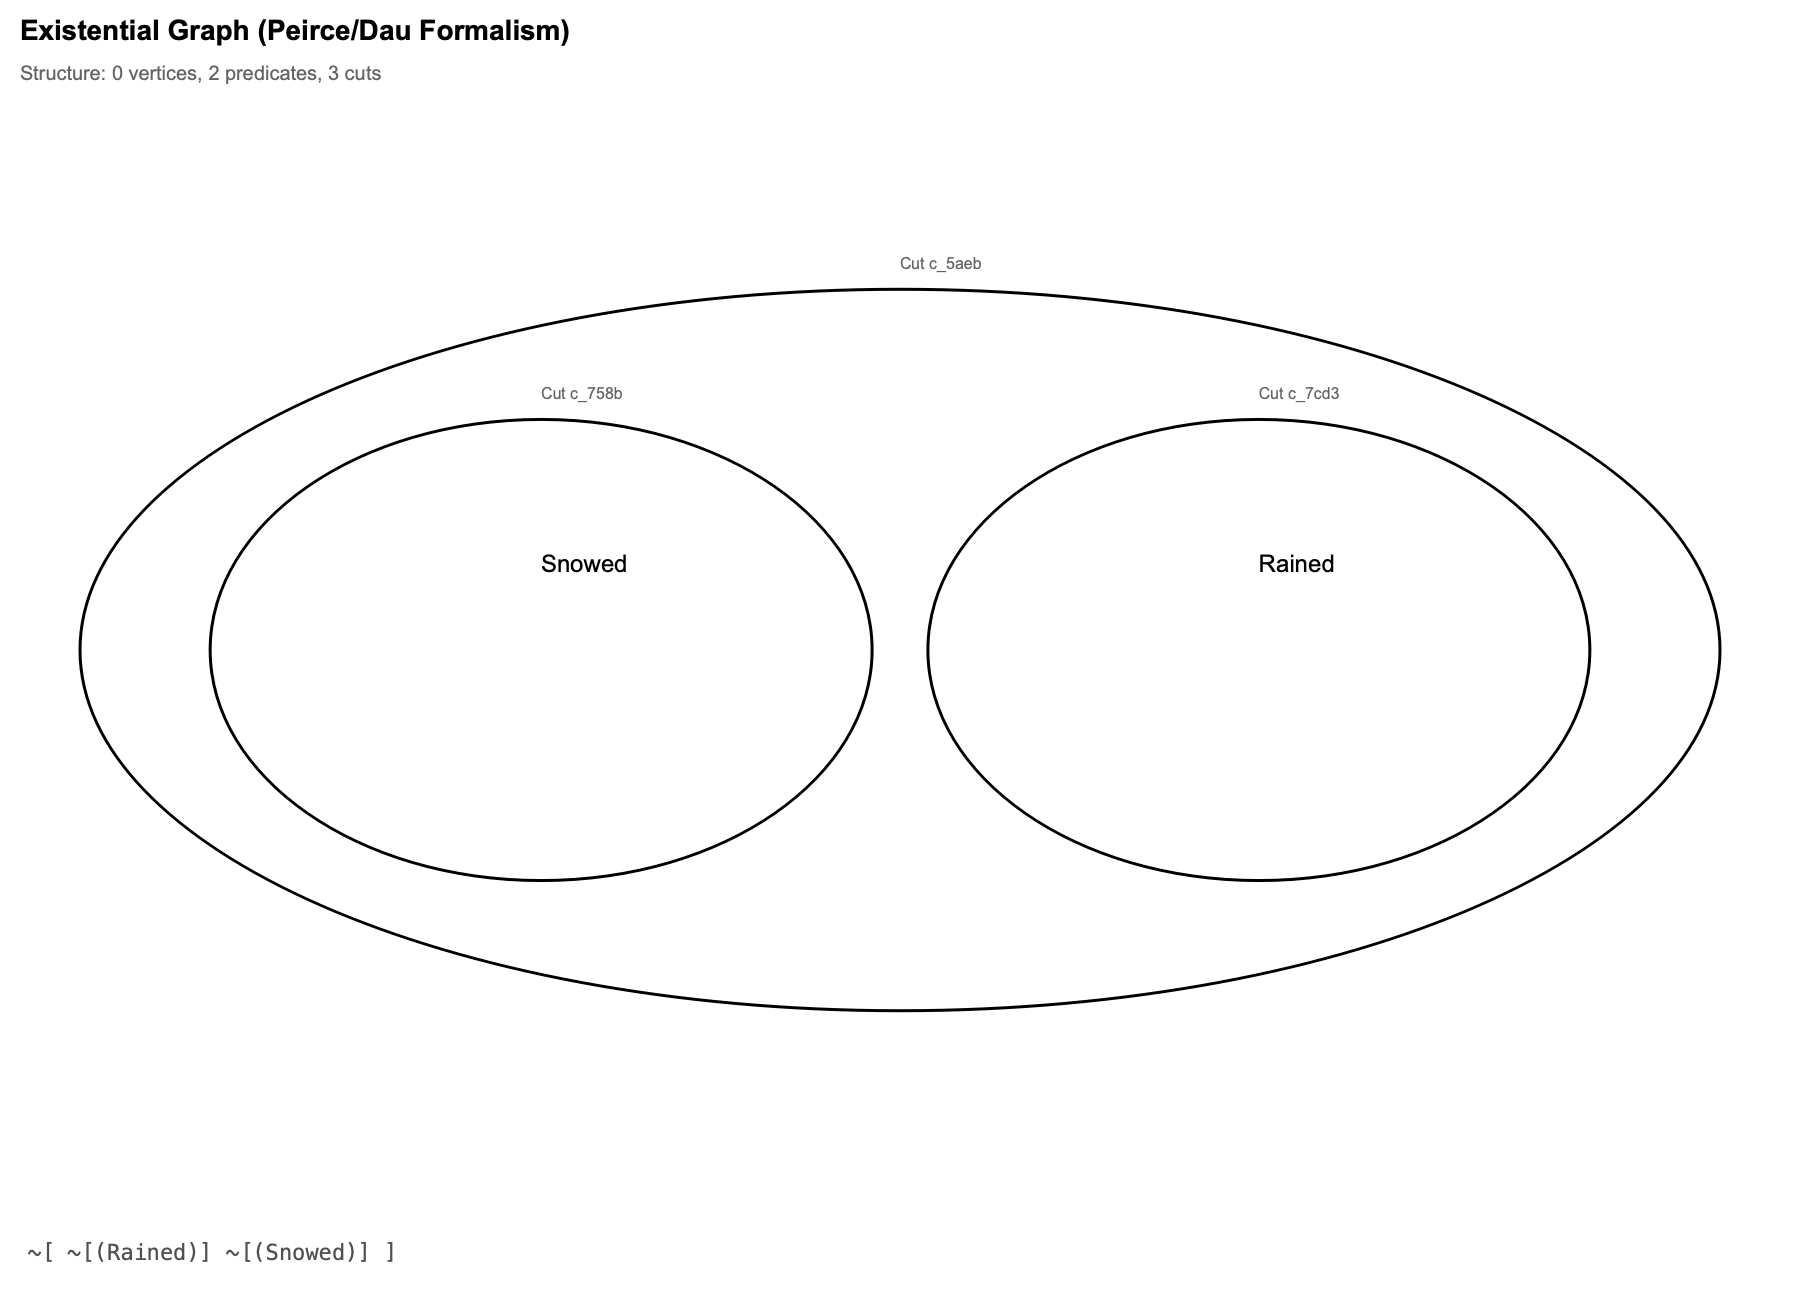 Existential Graph (Peirce/Dau Formalism)
Structure: 0 vertices, 2 predicates, 3 cuts
Cut c_5aeb
Cut c_758b
Cut c_7cd3
Snowed
Rained
~[ ~[(Rained)] ~[(Snowed)] ]